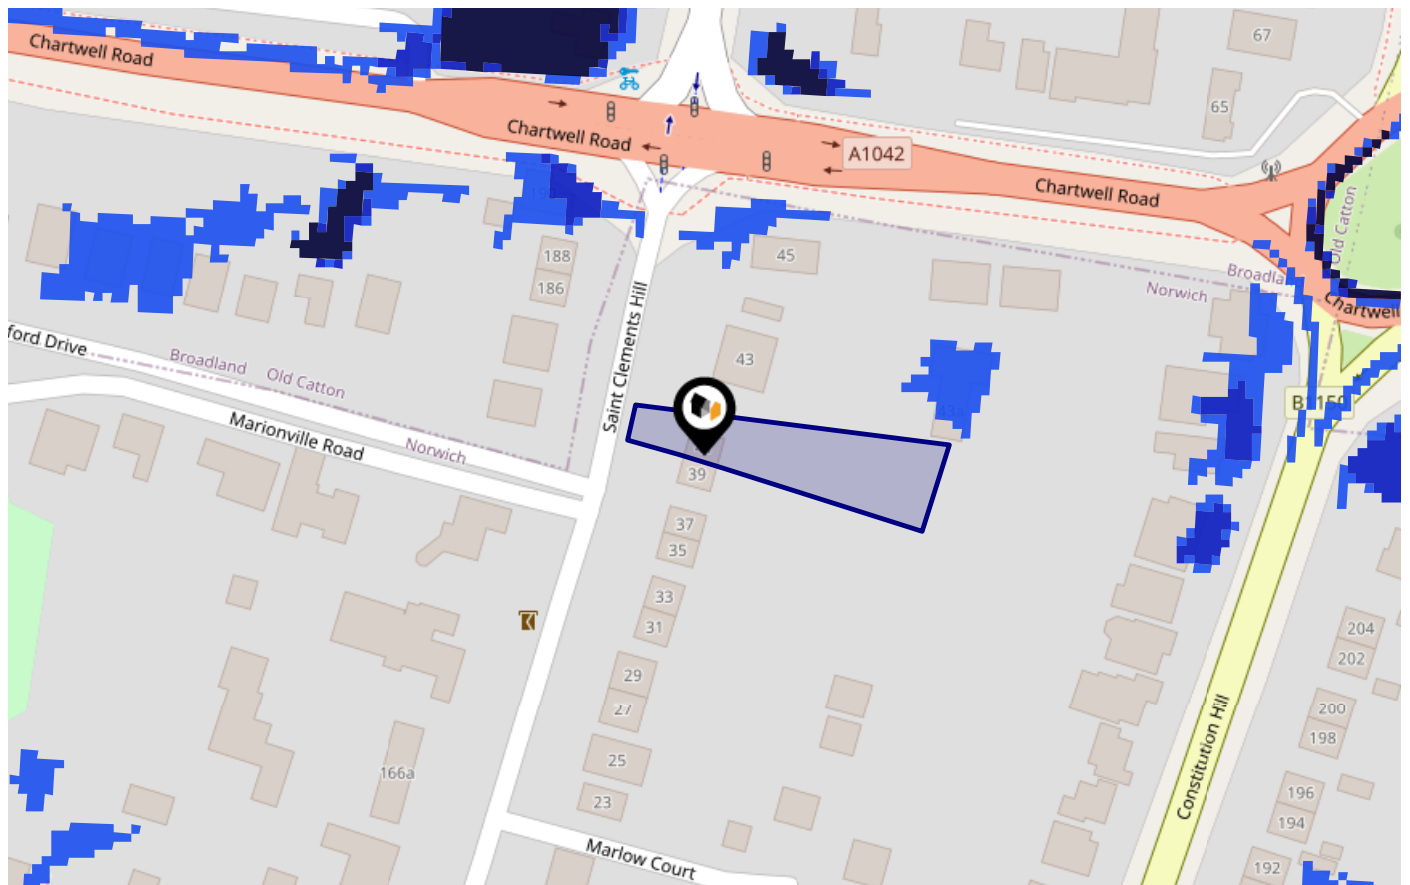 Chartwell Road
67
65
Chartwell Road
A1042
Chartwell Road
Old Catton
188
186
45
Broadla
Norwich
Chartwell
Saint Clements Hill
43
ford Drive
Broadland
Old Catton
43a
B1150
Marionville Road
Norwich
39
37
35
33
31
29
27
25
23
166a
204
202
200
198
196
194
192
Constitution Hill
Marlow Court